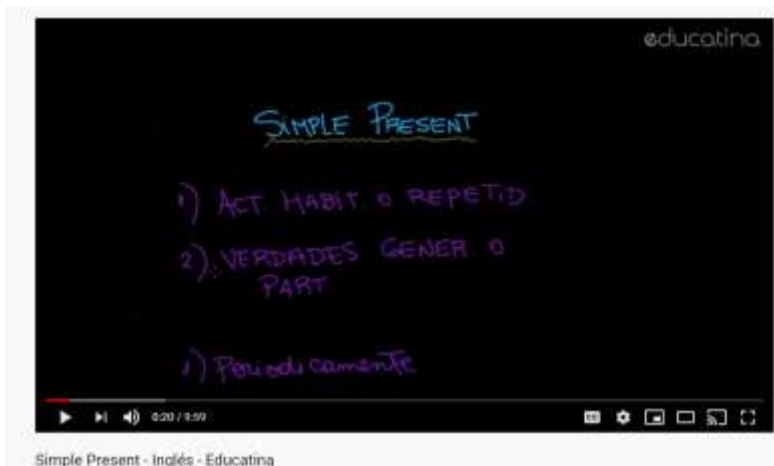 educatina
SIMPLE PRESENT
1) ACT. HABIT O REPETID.
2) VERDADES GENER O
PART
1) Periodicamente
0:20 / 9:59
Simple Present - Inglés - Educatina